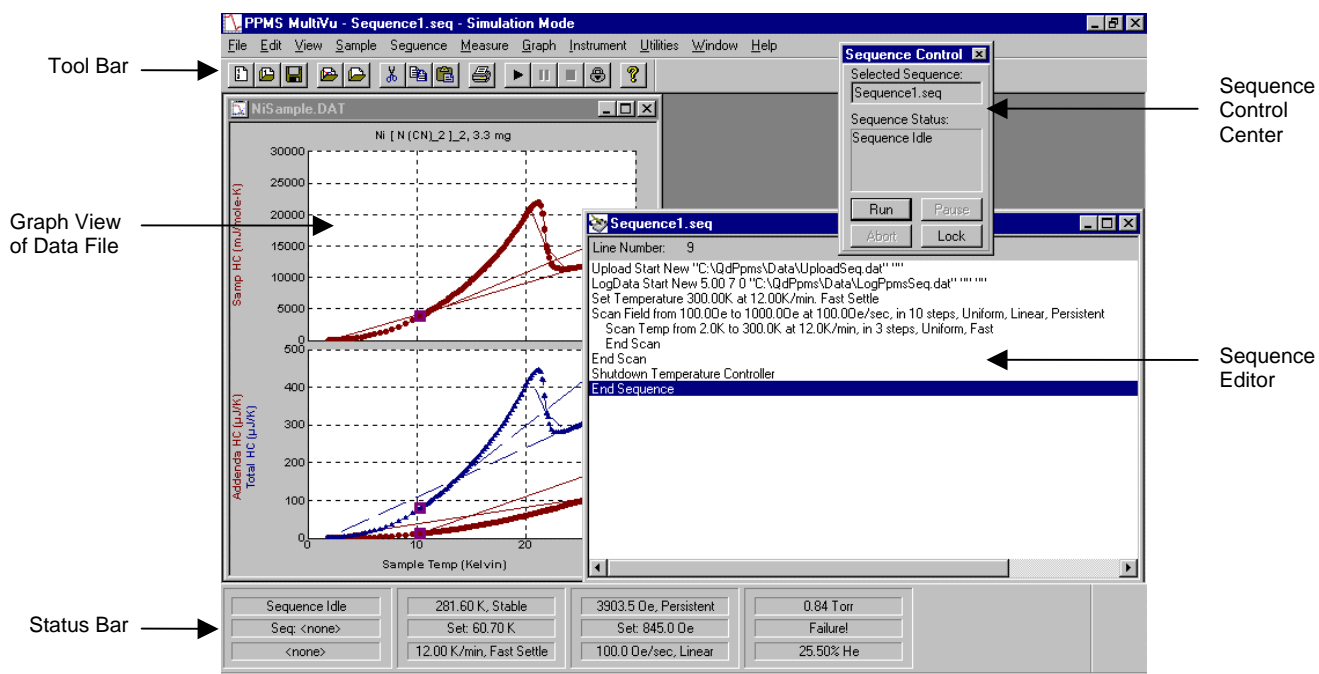 PPMS MultiVu - Sequence1.seq - Simulation Mode
File Edit View Sample Sequence Measure Graph Instrument Utilities Window Help
Tool Bar
Sequence Control
Selected Sequence:
Sequence1.seq
Sequence Status:
Sequence Idle
Run Pause
Abort Lock
Sequence
Control
Center
NiSample.DAT
Ni [ N (CN)_2 ]_2, 3.3 mg
30000
25000
20000
15000
10000
5000
0
Samp HC (mJ/mole-K)
Graph View
of Data File
500
400
300
200
100
0
Addenda HC (µJ/K)
Total HC (µJ/K)
0 10 20
Sample Temp (Kelvin)
Sequence1.seq
Line Number: 9
Upload Start New "C:\QdPpms\Data\UploadSeq.dat" ""
LogData Start New 5.00 7 0 "C:\QdPpms\Data\LogPpmsSeq.dat" "" ""
Set Temperature 300.00K at 12.00K/min. Fast Settle
Scan Field from 100.0Oe to 1000.0Oe at 100.0Oe/sec, in 10 steps, Uniform, Linear, Persistent
Scan Temp from 2.0K to 300.0K at 12.0K/min, in 3 steps, Uniform, Fast
End Scan
End Scan
Shutdown Temperature Controller
End Sequence
Sequence
Editor
Status Bar
Sequence Idle
Seq: <none>
<none>
281.60 K, Stable
Set: 60.70 K
12.00 K/min, Fast Settle
3903.5 Oe, Persistent
Set: 845.0 Oe
100.0 Oe/sec, Linear
0.84 Torr
Failure!
25.50% He